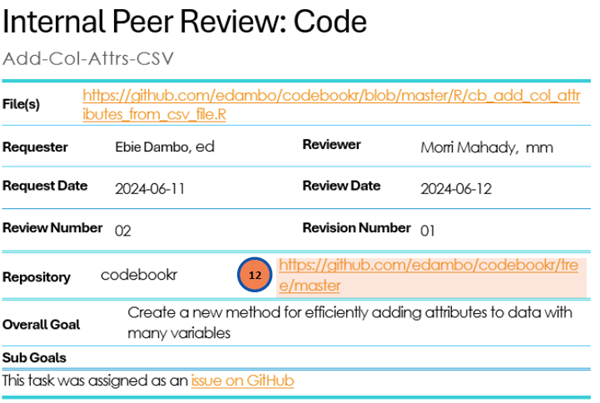 Internal Peer Review: Code
Add-Col-Attrs-CSV
File(s) https://github.com/edambo/codebookr/blob/master/R/cb_add_col_attr
ibutes_from_csv_file.R
Requester Ebie Dambo, ed Reviewer Morri Mahady, mm
Request Date 2024-06-11 Review Date 2024-06-12
Review Number 02 Revision Number 01
Repository codebookr 12 https://github.com/edambo/codebookr/tre
e/master
Overall Goal Create a new method for efficiently adding attributes to data with
many variables
Sub Goals
This task was assigned as an issue on GitHub